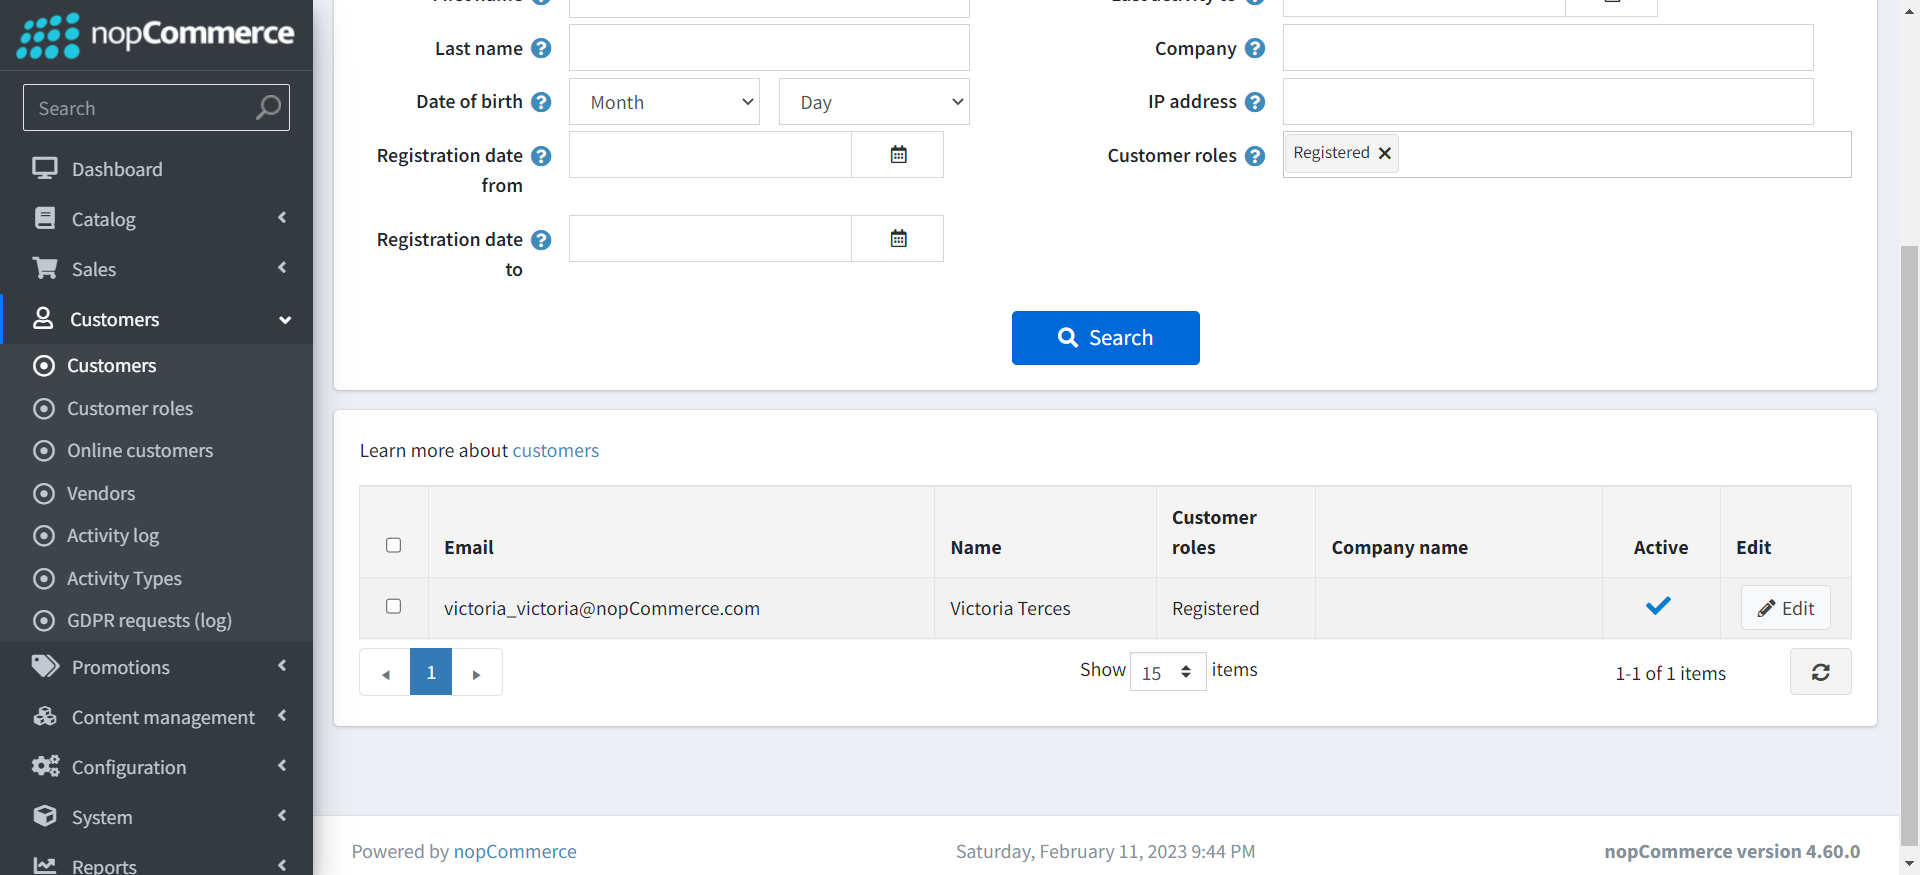 nopCommerce
Search
Dashboard
Catalog
Sales
Customers
Customers
Customer roles
Online customers
Vendors
Activity log
Activity Types
GDPR requests (log)
Promotions
Content management
Configuration
System
Reports
Last name
Company
Date of birth
Month
Day
IP address
Registration date
from
Customer roles
Registered
Registration date
to
Search
Learn more about customers
Email
Name
Customer
roles
Company name
Active
Edit
victoria_victoria@nopCommerce.com
Victoria Terces
Registered
Edit
1
Show 15 items
1-1 of 1 items
Powered by nopCommerce
Saturday, February 11, 2023 9:44 PM
nopCommerce version 4.60.0